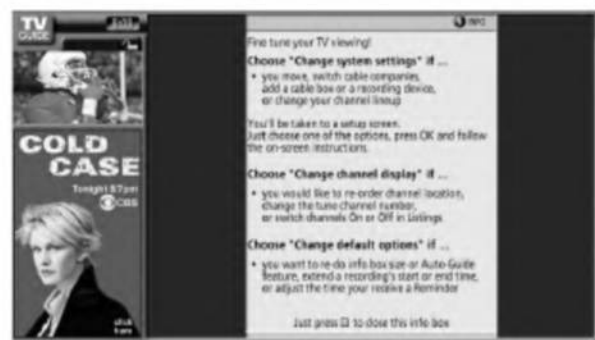 TV
GUIDE
INFO
Fine tune your TV viewing!
Choose "Change system settings" if ...
• you move, switch cable companies,
add a cable box or a recording device,
or change your channel lineup
You'll be taken to a setup screen.
Just choose one of the options, press OK and follow
the on-screen instructions.
Choose "Change channel display" if ...
• you would like to re-order channel location,
change the tune channel number,
or switch channels On or Off in Listings
Choose "Change default options" if ...
• you want to re-do info box size or Auto-Guide
feature, extend a recording's start or end time,
or adjust the time your receive a Reminder
Just press to close this info box
COLD
CASE
Tonight 8/7pm
CBS
click
here